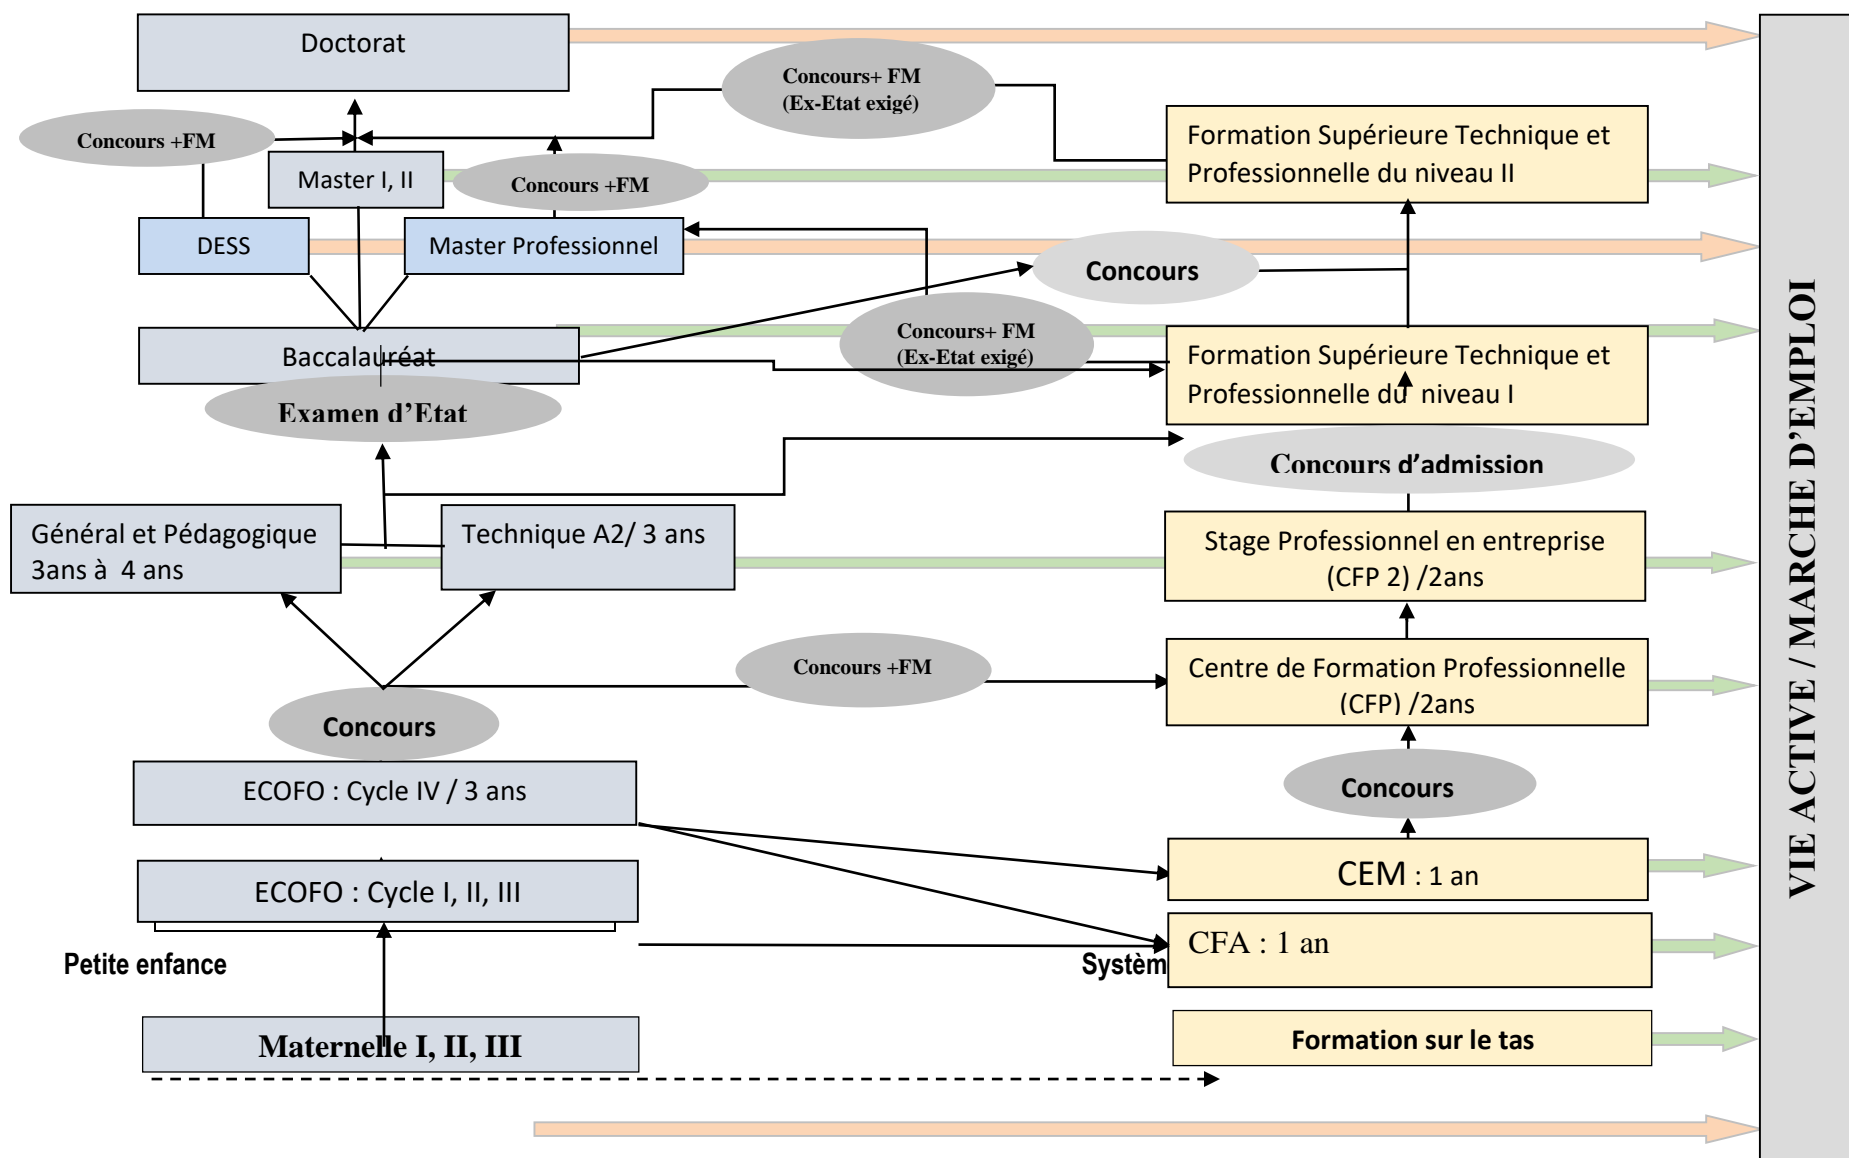 Doctorat
Concours+ FM
(Ex-Etat exigé)
Concours +FM
Formation Supérieure Technique et
Professionnelle du niveau II
Master I, II
Concours +FM
DESS
Master Professionnel
Concours
Concours+ FM
(Ex-Etat exigé)
Baccalauréat
Formation Supérieure Technique et
Professionnelle du niveau I
Examen d’Etat
Concours d’admission
Général et Pédagogique
3ans à 4 ans
Technique A2/ 3 ans
Stage Professionnel en entreprise
(CFP 2) /2ans
Concours +FM
Centre de Formation Professionnelle
(CFP) /2ans
Concours
ECOFO : Cycle IV / 3 ans
Concours
ECOFO : Cycle I, II, III
CEM : 1 an
CFA : 1 an
Petite enfance
Systèm
Maternelle I, II, III
Formation sur le tas
VIE ACTIVE / MARCHE D’EMPLOI